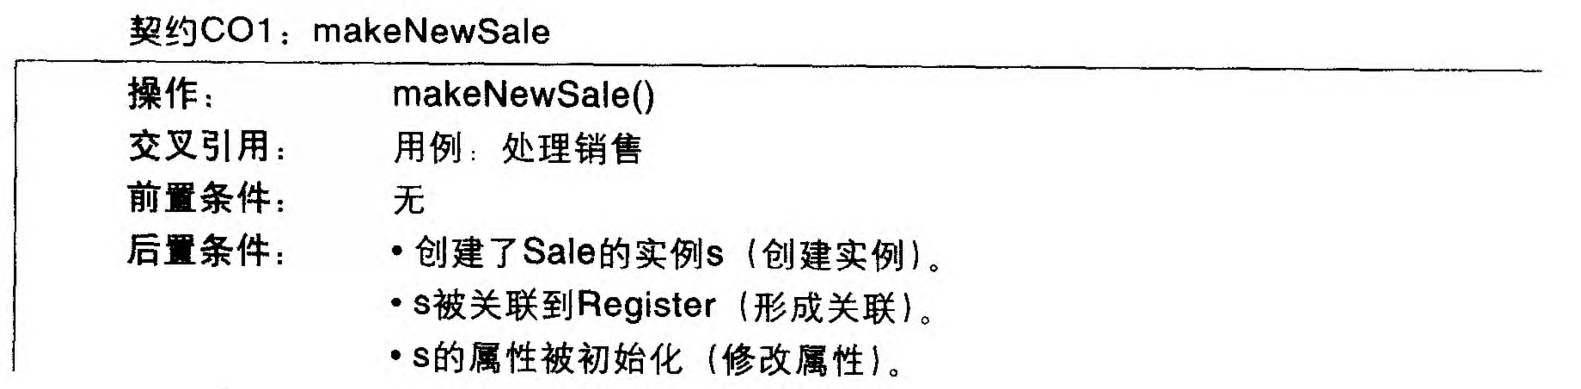 契约CO1：makeNewSale
操作： makeNewSale()
交叉引用： 用例：处理销售
前置条件： 无
后置条件： •创建了Sale的实例s（创建实例）。
•s被关联到Register（形成关联）。
•s的属性被初始化（修改属性）。